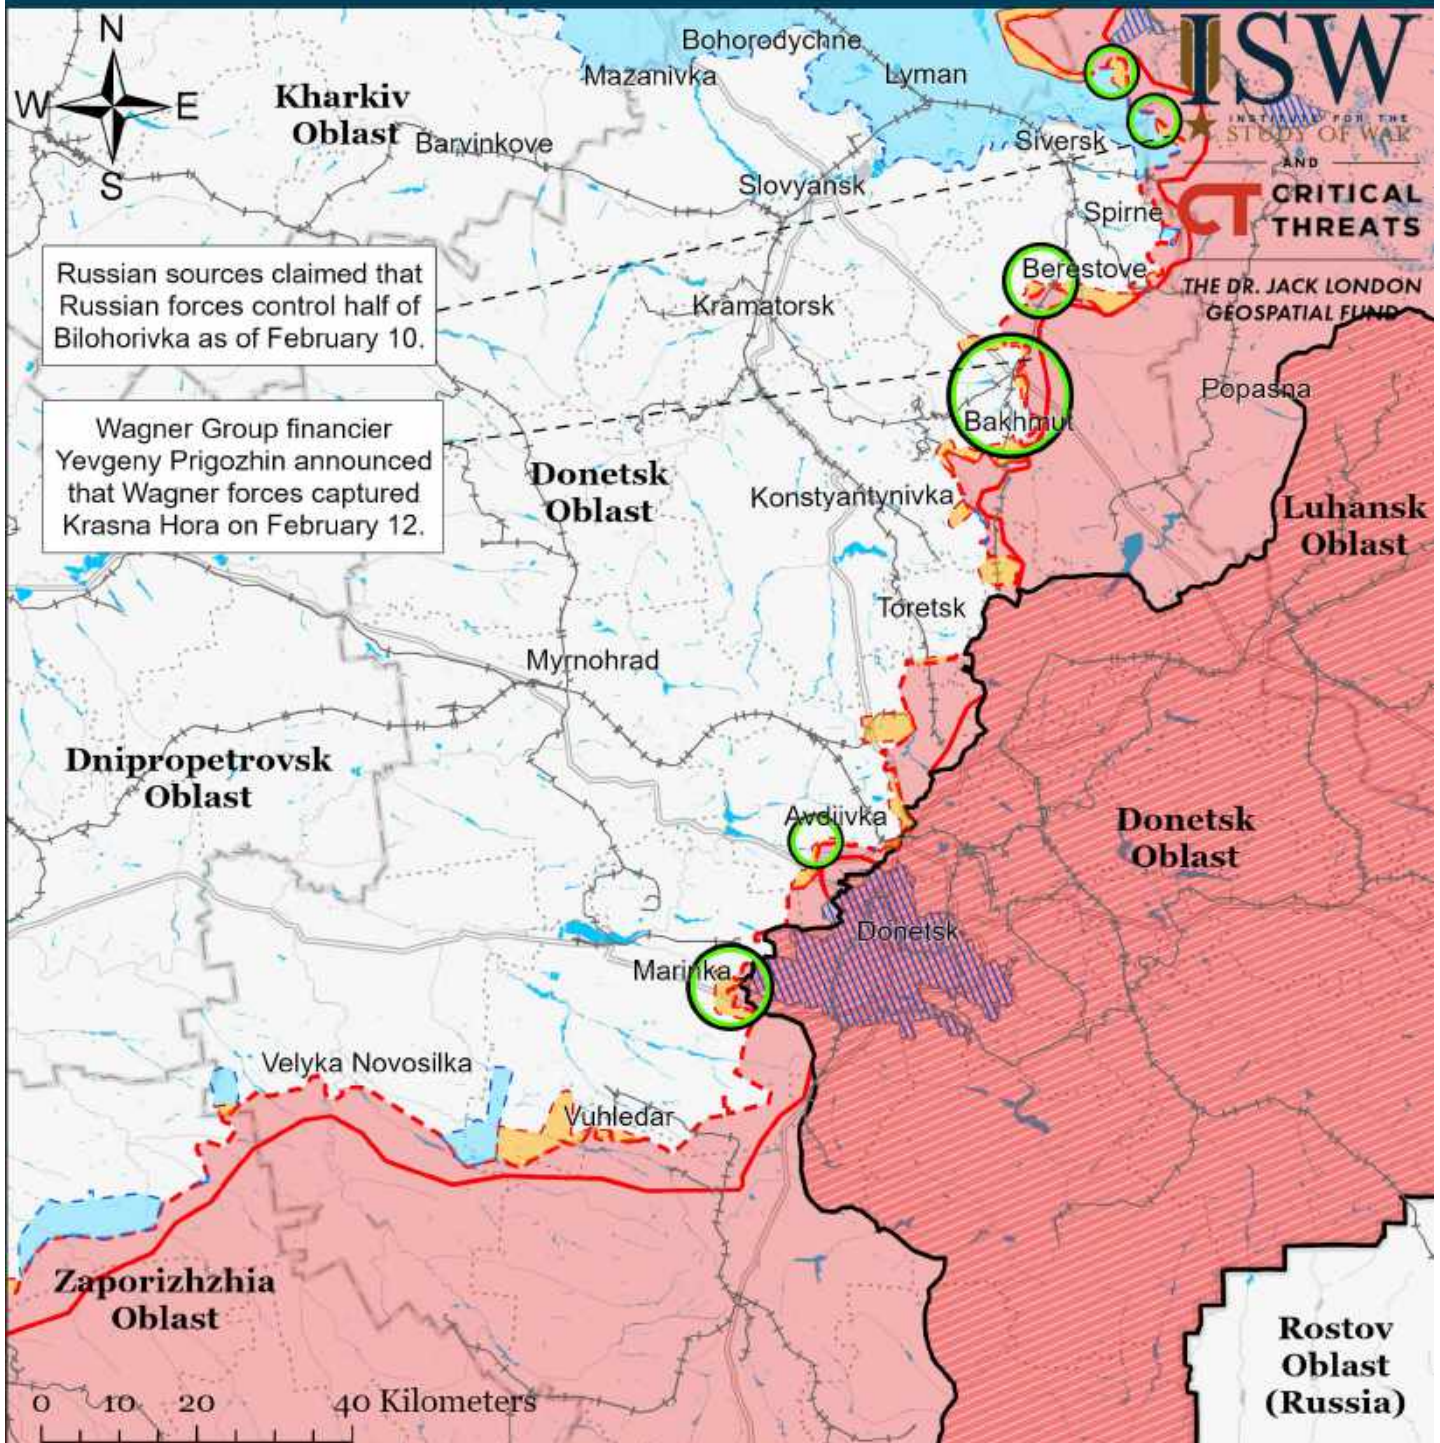 N
W E
S
ISW
INSTITUTE FOR THE
STUDY OF WAR
AND
CT CRITICAL
THREATS
THE DR. JACK LONDON
GEOSPATIAL FUND
Kharkiv
Oblast
Bohorodychne
Mazanivka
Lyman
Barvinkove
Siversk
Slovyansk
Spirne
Russian sources claimed that
Russian forces control half of
Bilohorivka as of February 10.
Berestove
Kramatorsk
Popasna
Wagner Group financier
Yevgeny Prigozhin announced
that Wagner forces captured
Krasna Hora on February 12.
Bakhmut
Donetsk
Oblast
Konstyantynivka
Luhansk
Oblast
Toretsk
Myrnohrad
Dnipropetrovsk
Oblast
Avdiivka
Donetsk
Oblast
Donetsk
Marinka
Velyka Novosilka
Vuhledar
Zaporizhzhia
Oblast
Rostov
Oblast
(Russia)
0 10 20 40 Kilometers